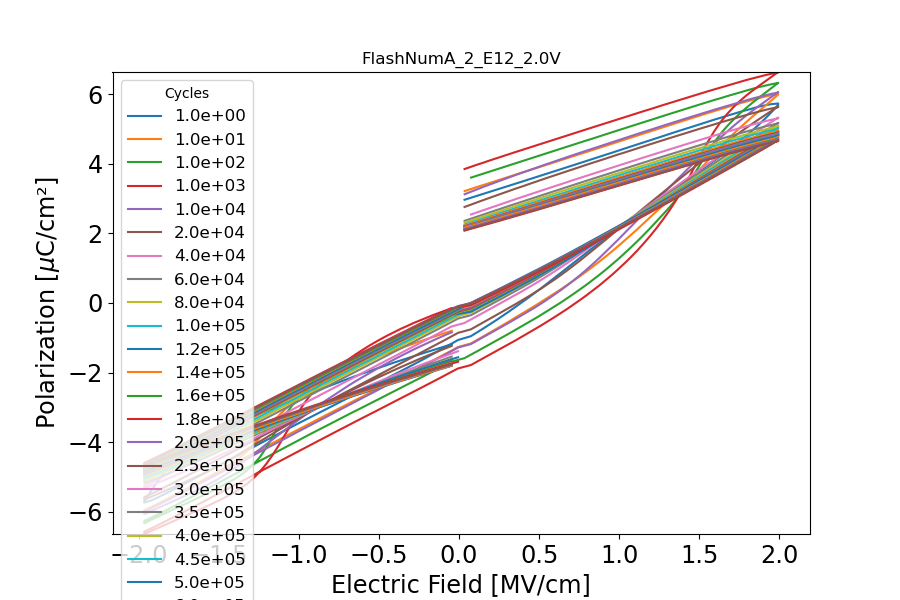 FlashNumA_2_E12_2.0V
Polarization [μC/cm²]
6
4
2
0
−2
−4
−6
Cycles
1.0e+00
1.0e+01
1.0e+02
1.0e+03
1.0e+04
2.0e+04
4.0e+04
6.0e+04
8.0e+04
1.0e+05
1.2e+05
1.4e+05
1.6e+05
1.8e+05
2.0e+05
2.5e+05
3.0e+05
3.5e+05
4.0e+05
4.5e+05
5.0e+05
−2.0 −1.5 −1.0 −0.5 0.0 0.5 1.0 1.5 2.0
Electric Field [MV/cm]